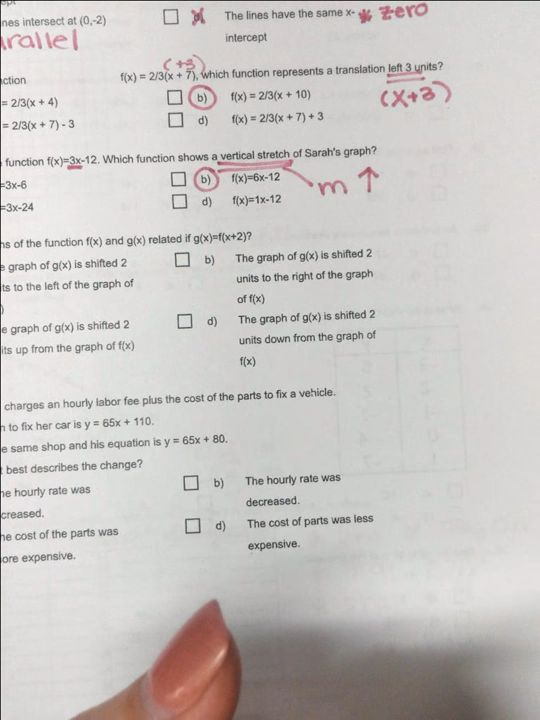 ept
nes intersect at (0,-2)
The lines have the same x- * zero
intercept
rallel
(+3)
ction f(x) = 2/3(x + 7), which function represents a translation left 3 units?
= 2/3(x + 4)
b) f(x) = 2/3(x + 10) (x+3)
= 2/3(x + 7) - 3
d) f(x) = 2/3(x + 7) + 3
function f(x)=3x-12. Which function shows a vertical stretch of Sarah's graph?
=3x-6
b) f(x)=6x-12 m ↑
=3x-24
d) f(x)=1x-12
hs of the function f(x) and g(x) related if g(x)=f(x+2)?
e graph of g(x) is shifted 2
its to the left of the graph of
)
b) The graph of g(x) is shifted 2
units to the right of the graph
of f(x)
e graph of g(x) is shifted 2
its up from the graph of f(x)
d) The graph of g(x) is shifted 2
units down from the graph of
f(x)
charges an hourly labor fee plus the cost of the parts to fix a vehicle.
n to fix her car is y = 65x + 110.
e same shop and his equation is y = 65x + 80.
t best describes the change?
he hourly rate was
creased.
b) The hourly rate was
decreased.
he cost of the parts was
ore expensive.
d) The cost of parts was less
expensive.